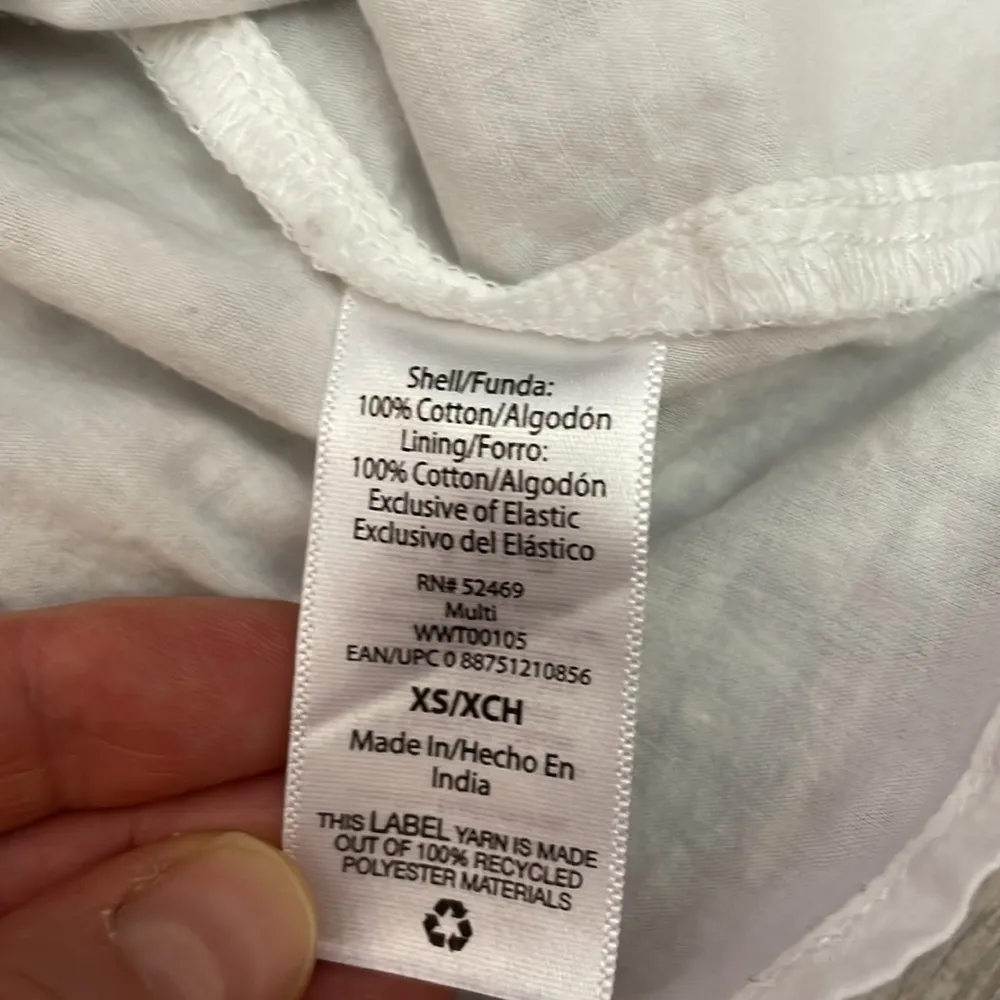 Shell/Funda:
100% Cotton/Algodón
Lining/Forro:
100% Cotton/Algodón
Exclusive of Elastic
Exclusivo del Elástico
RN# 52469
Multi
WWT00105
EAN/UPC 0 88751210856
XS/XCH
Made In/Hecho En
India
THIS LABEL YARN IS MADE
OUT OF 100% RECYCLED
POLYESTER MATERIALS